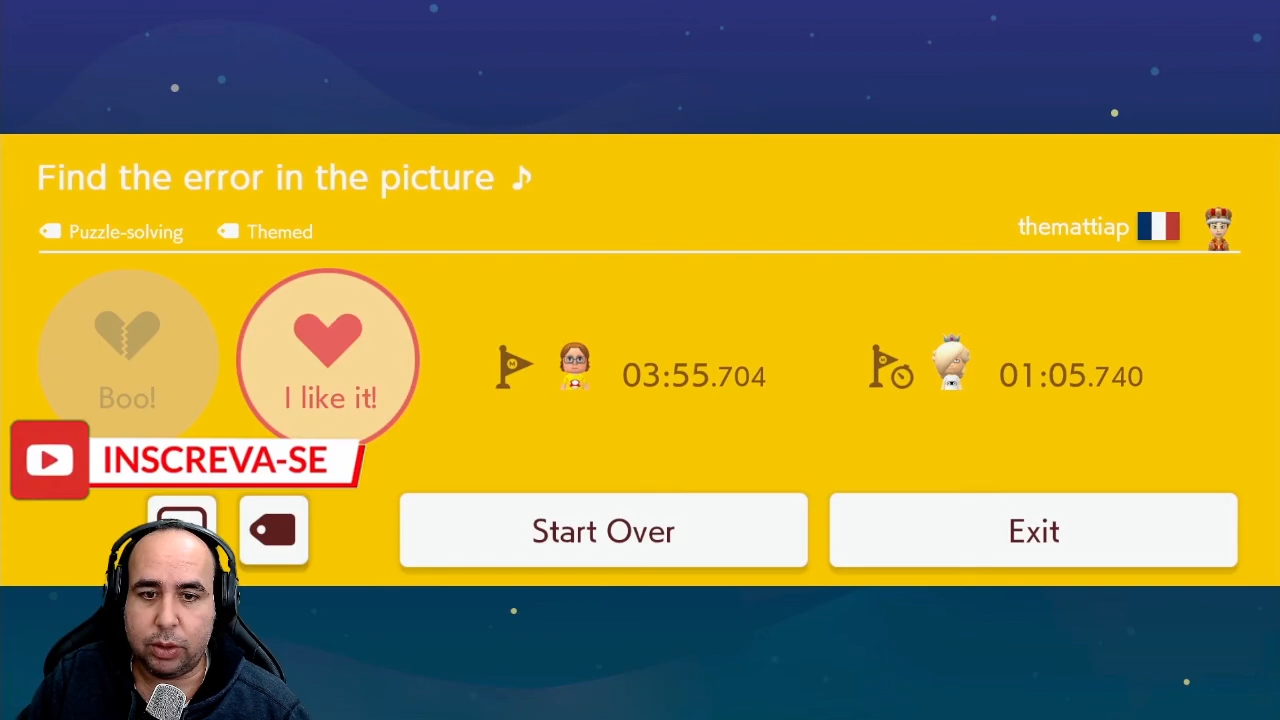 Find the error in the picture ♪
Puzzle-solving Themed
themattiap
Boo!
I like it!
M 03:55.704
M 01:05.740
INSCREVA-SE
Start Over
Exit